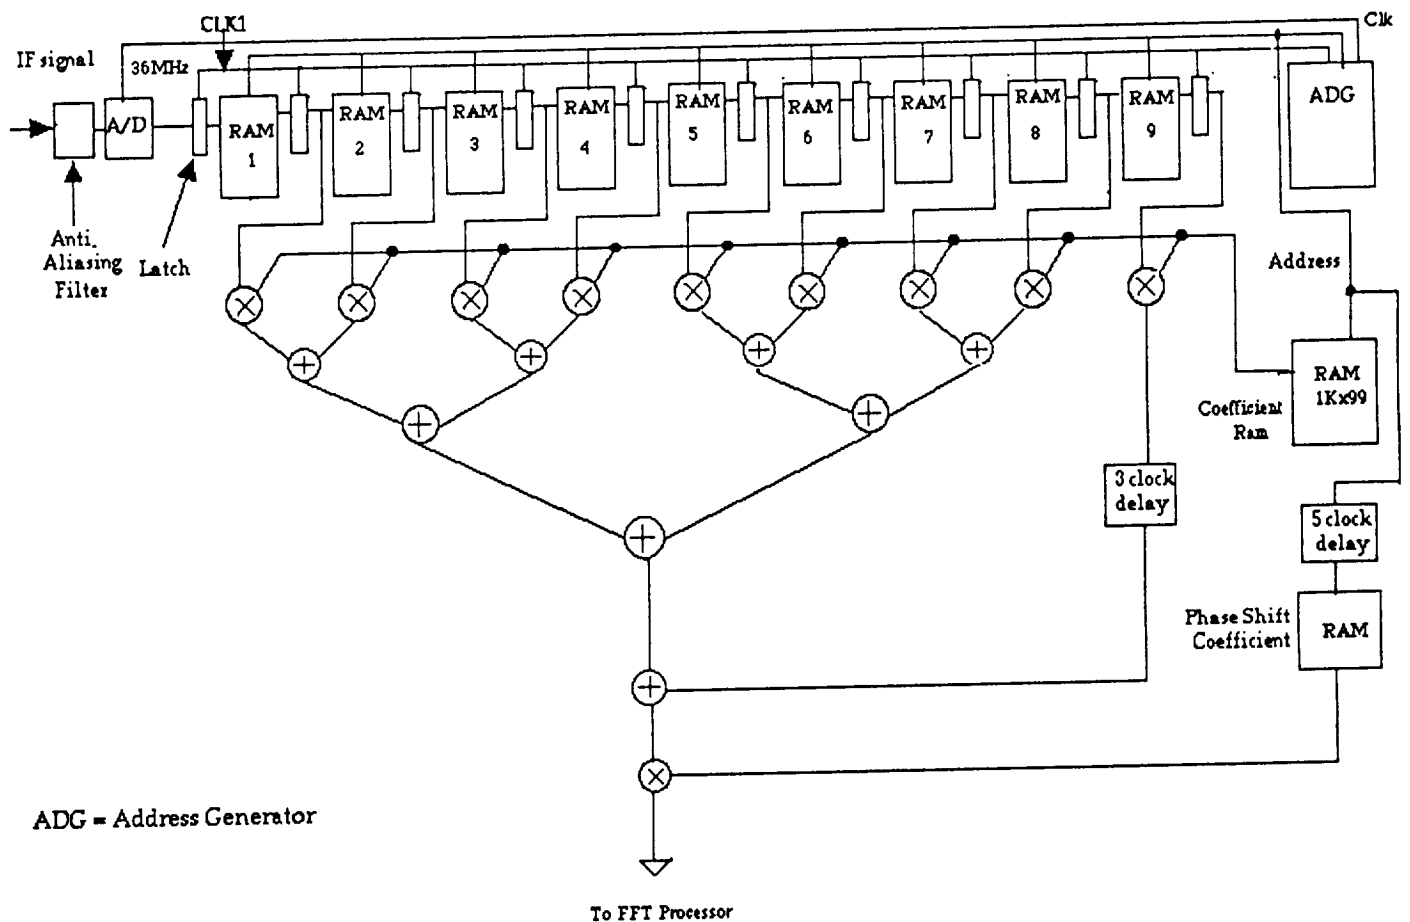 CLK1
Clk
IF signal
36MHz
A/D
RAM
1
RAM
2
RAM
3
RAM
4
RAM
5
RAM
6
RAM
7
RAM
8
RAM
9
ADG
Anti-
Aliasing
Filter
Latch
Address
RAM
1Kx99
Coefficient
Ram
3 clock
delay
5 clock
delay
Phase Shift
Coefficient
RAM
ADG = Address Generator
To FFT Processor